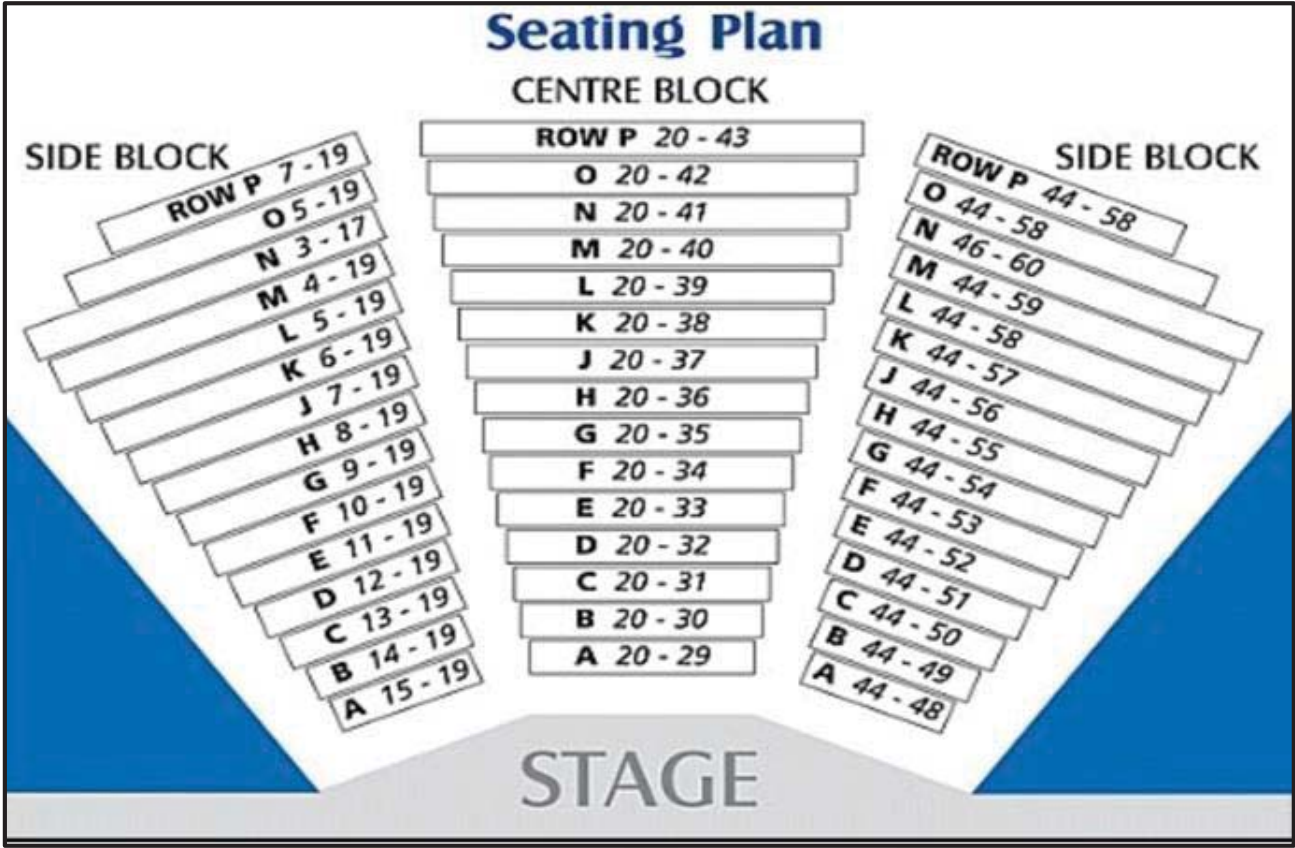 Seating Plan
CENTRE BLOCK
SIDE BLOCK
ROW P 7 - 19
O 5 - 19
N 3 - 17
M 4 - 19
L 5 - 19
K 6 - 19
J 7 - 19
H 8 - 19
G 9 - 19
F 10 - 19
E 11 - 19
D 12 - 19
C 13 - 19
B 14 - 19
A 15 - 19
ROW P 20 - 43
O 20 - 42
N 20 - 41
M 20 - 40
L 20 - 39
K 20 - 38
J 20 - 37
H 20 - 36
G 20 - 35
F 20 - 34
E 20 - 33
D 20 - 32
C 20 - 31
B 20 - 30
A 20 - 29
SIDE BLOCK
ROW P 44 - 58
O 44 - 58
N 46 - 60
M 44 - 59
L 44 - 58
K 44 - 57
J 44 - 56
H 44 - 55
G 44 - 54
F 44 - 53
E 44 - 52
D 44 - 51
C 44 - 50
B 44 - 49
A 44 - 48
STAGE